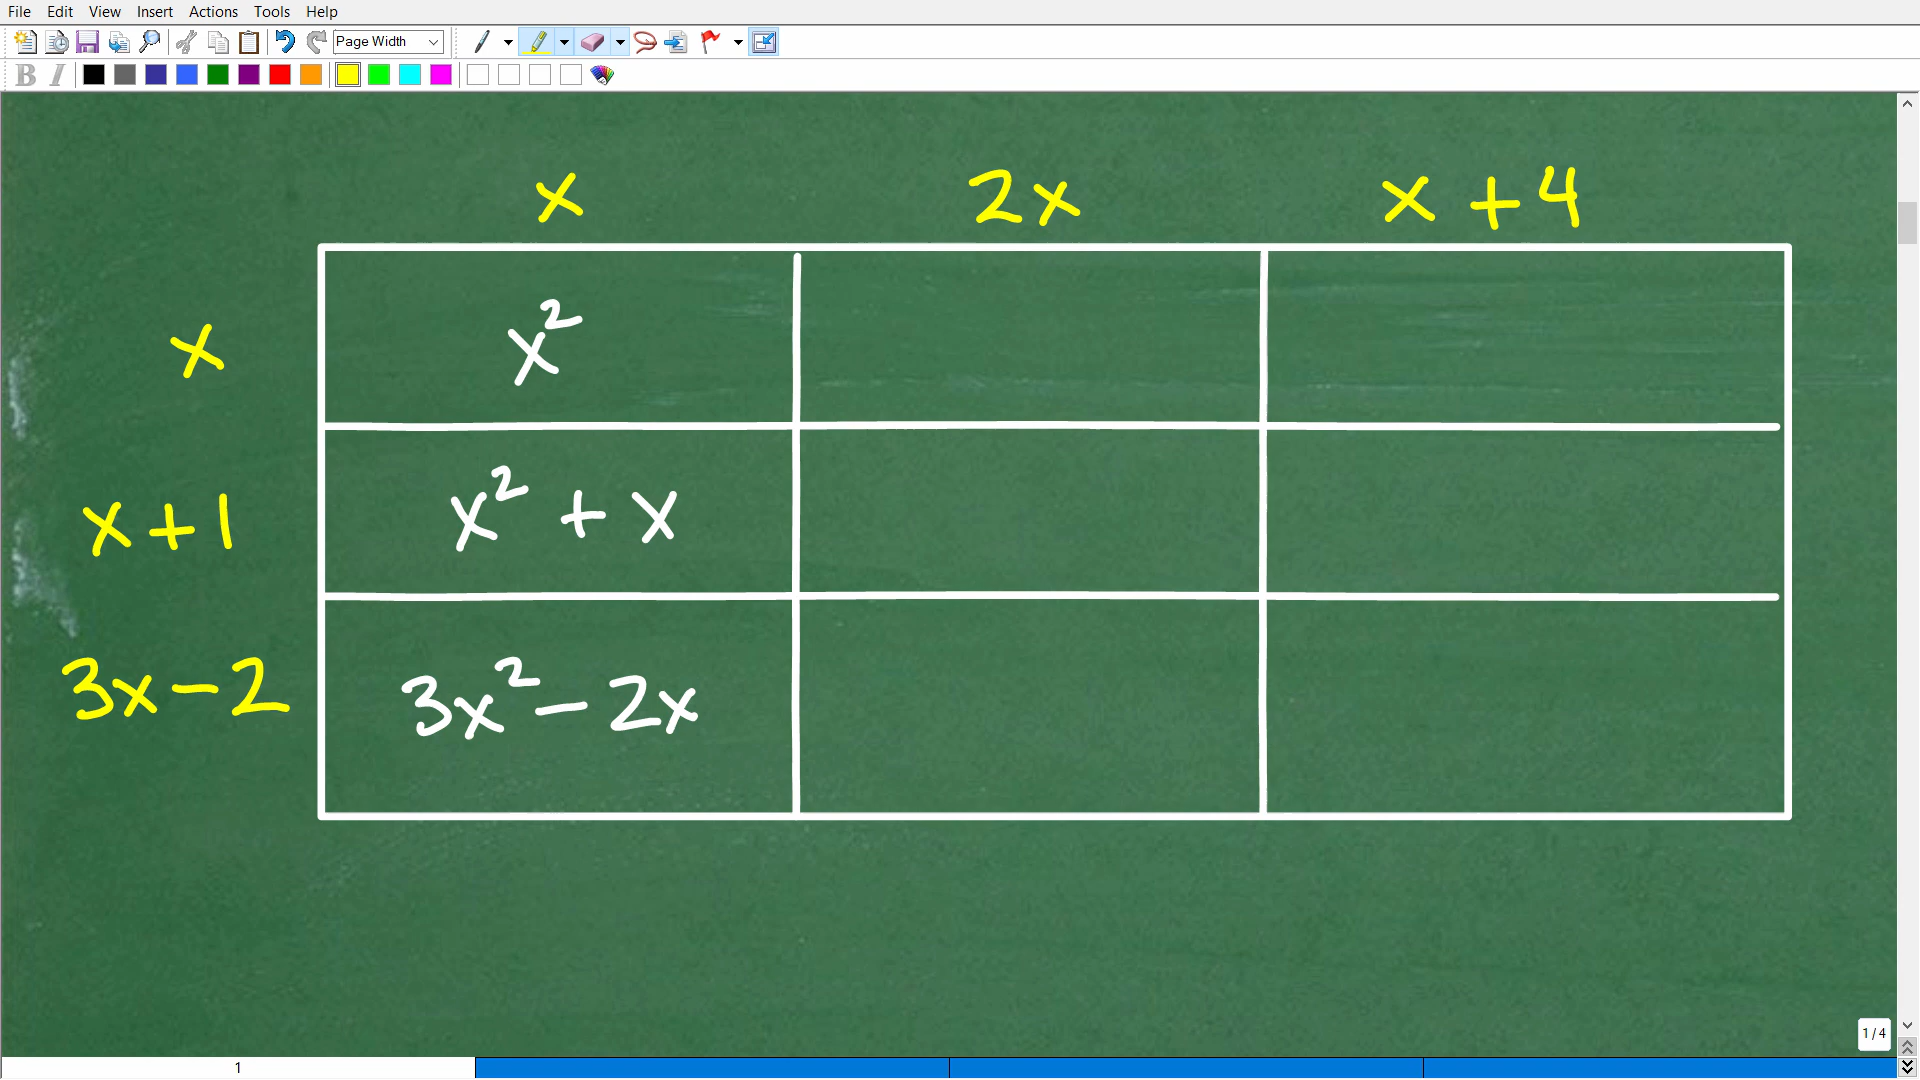 File Edit View Insert Actions Tools Help
Page Width
B I
x 2x x + 4
x x²
x + 1 x² + x
3x - 2 3x² - 2x
1 / 4
1